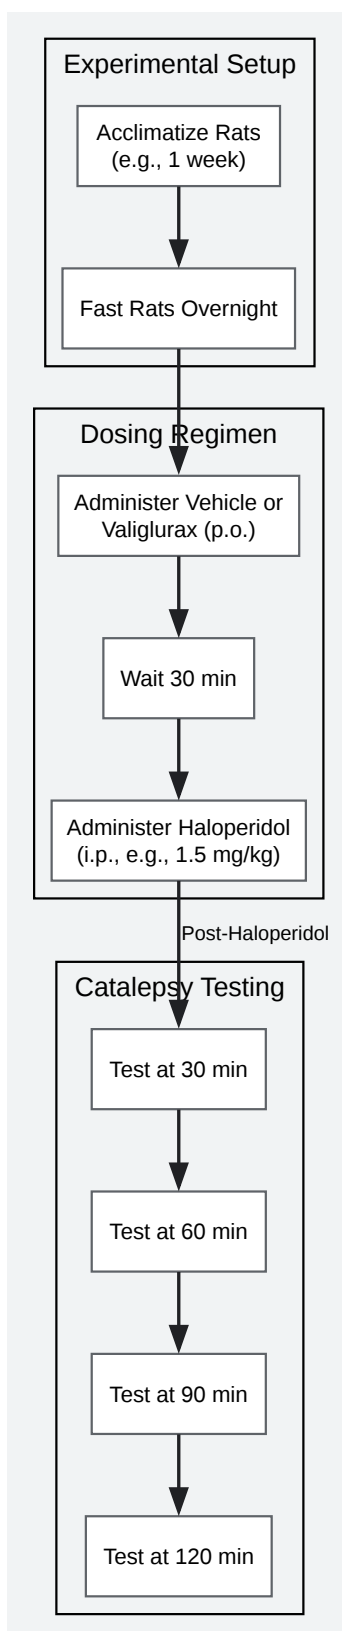 Experimental Setup
Acclimatize Rats
(e.g., 1 week)
Fast Rats Overnight
Dosing Regimen
Administer Vehicle or
Valiglurax (p.o.)
Wait 30 min
Administer Haloperidol
(i.p., e.g., 1.5 mg/kg)
Post-Haloperidol
Catalepsy Testing
Test at 30 min
Test at 60 min
Test at 90 min
Test at 120 min